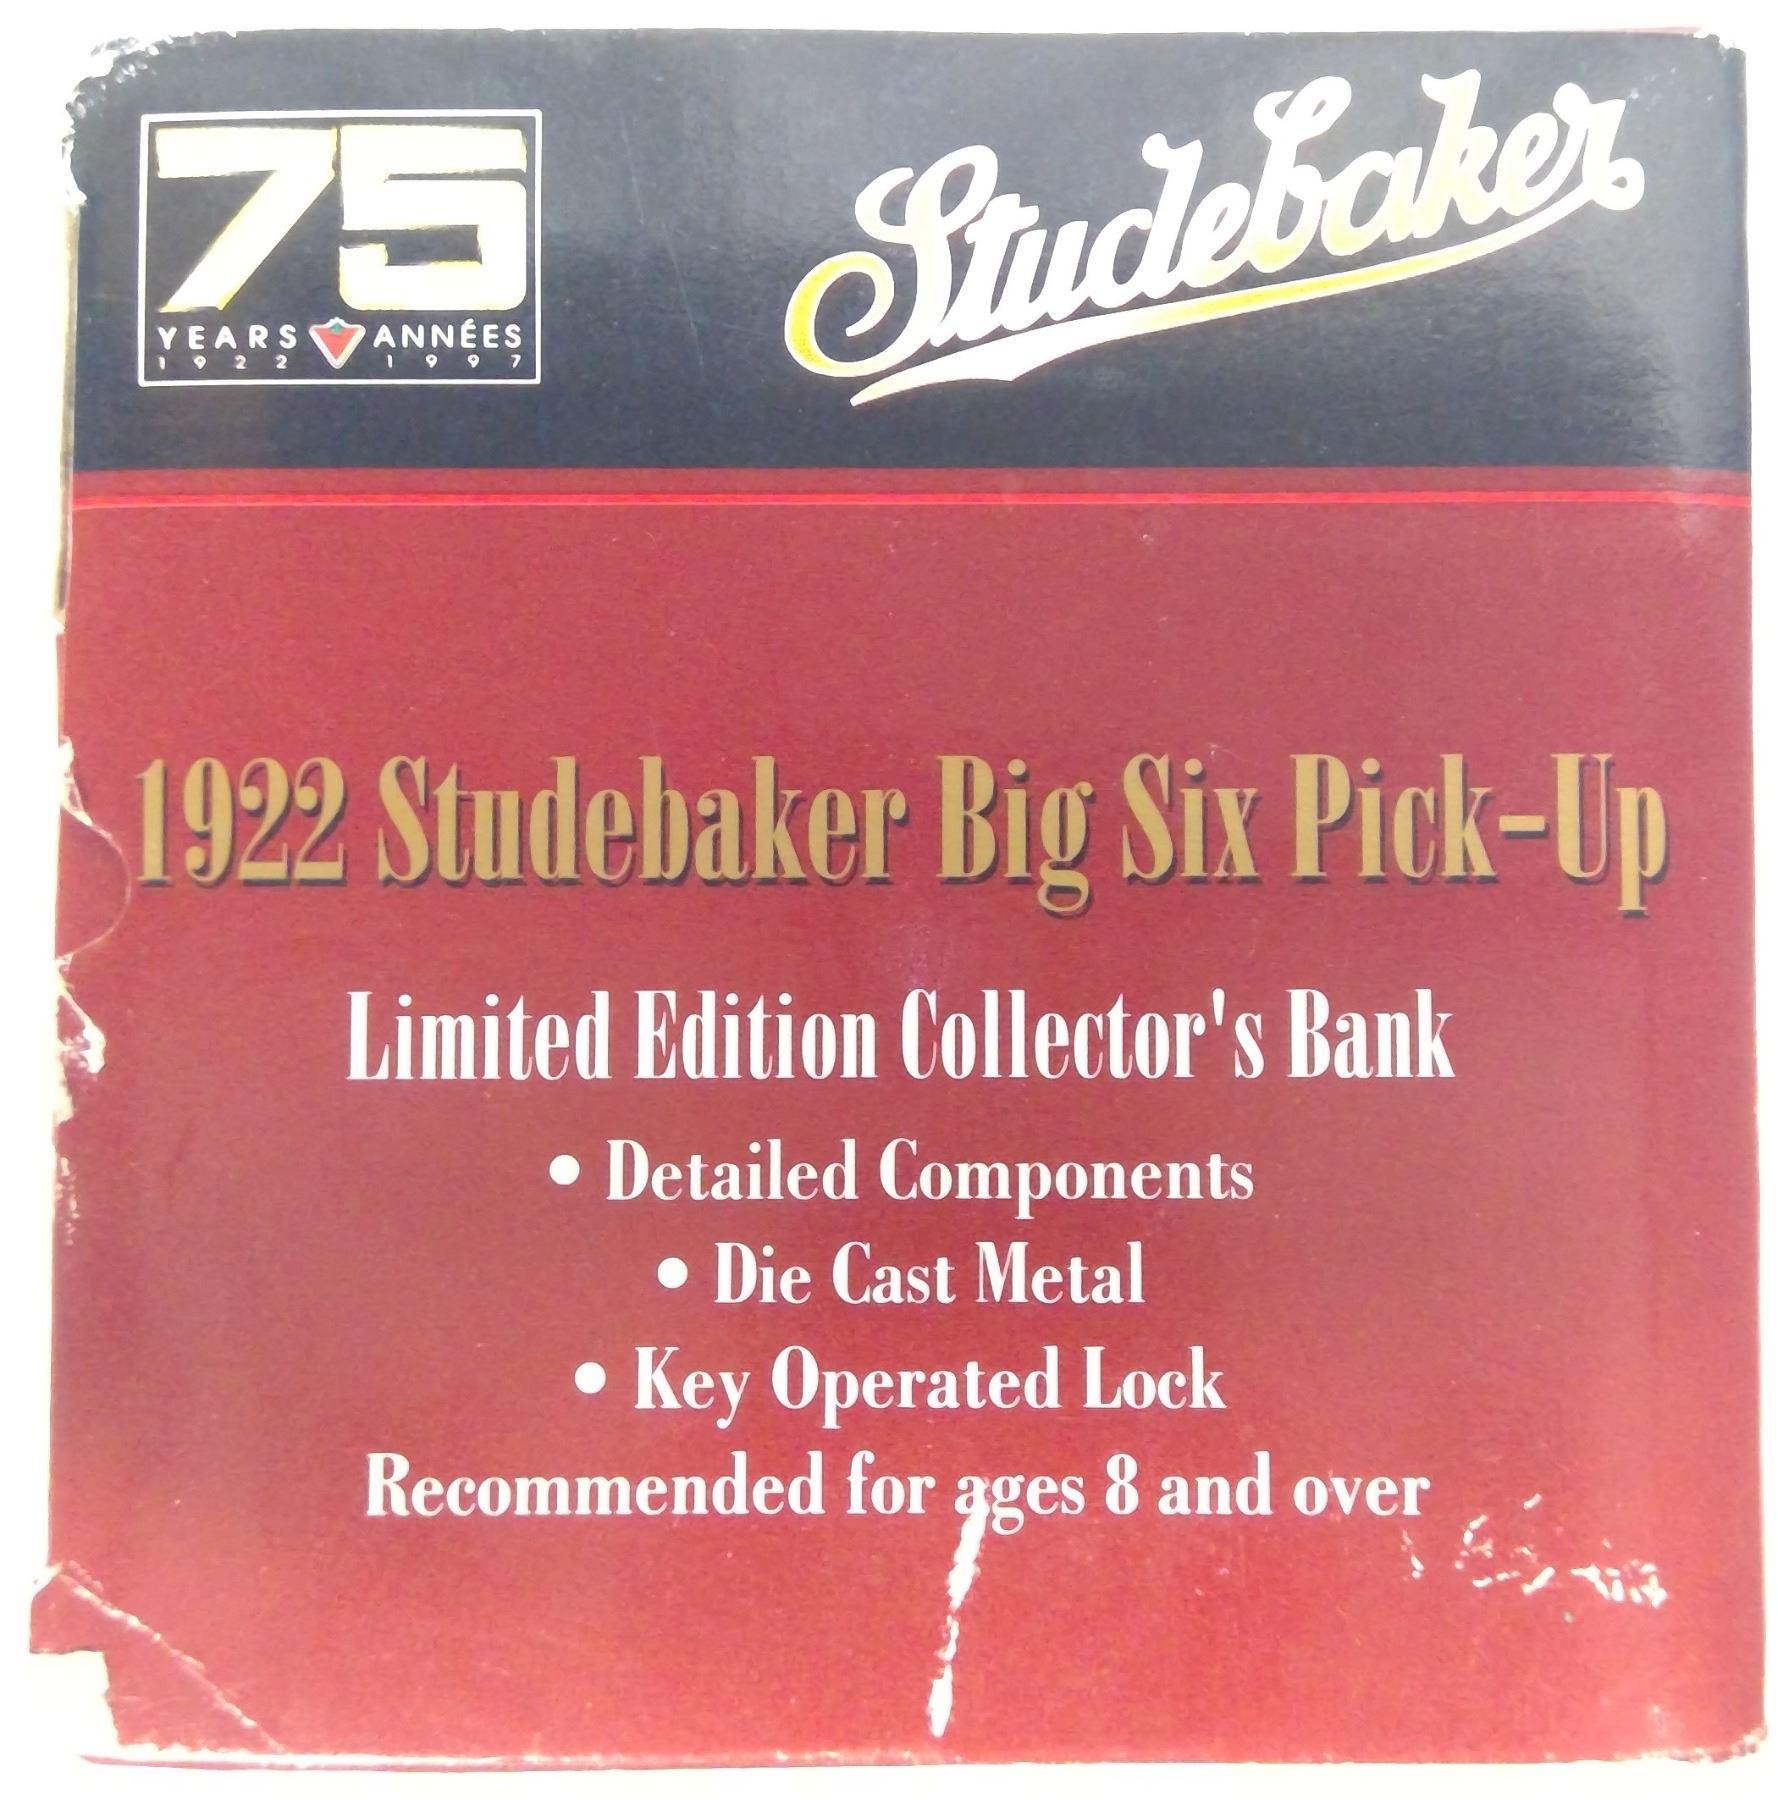 75
YEARS ANNÉES
1922 1997
Studebaker
1922 Studebaker Big Six Pick-Up
Limited Edition Collector's Bank
• Detailed Components
• Die Cast Metal
• Key Operated Lock
Recommended for ages 8 and over